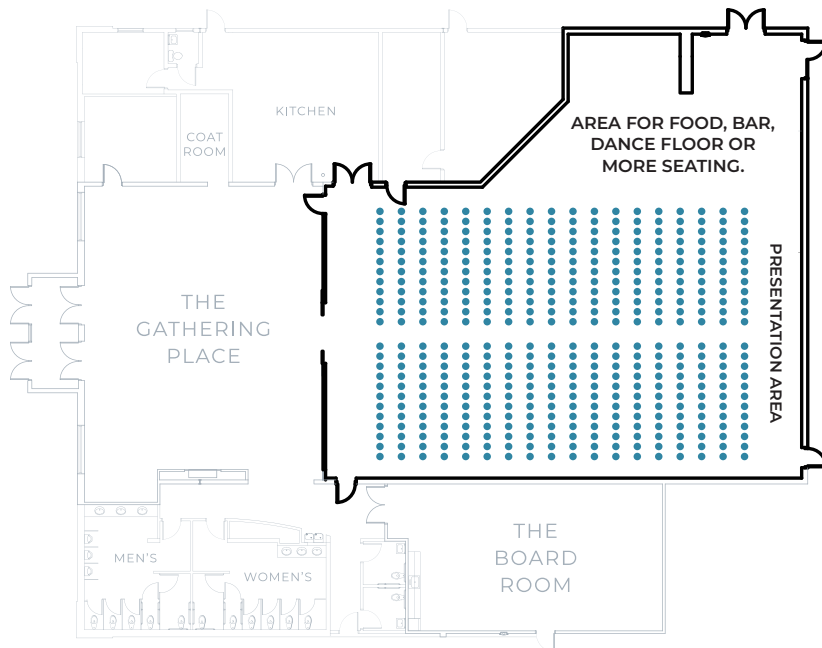 KITCHEN
COAT
ROOM
AREA FOR FOOD, BAR,
DANCE FLOOR OR
MORE SEATING.
THE
GATHERING
PLACE
PRESENTATION AREA
THE
BOARD
ROOM
MEN'S
WOMEN'S